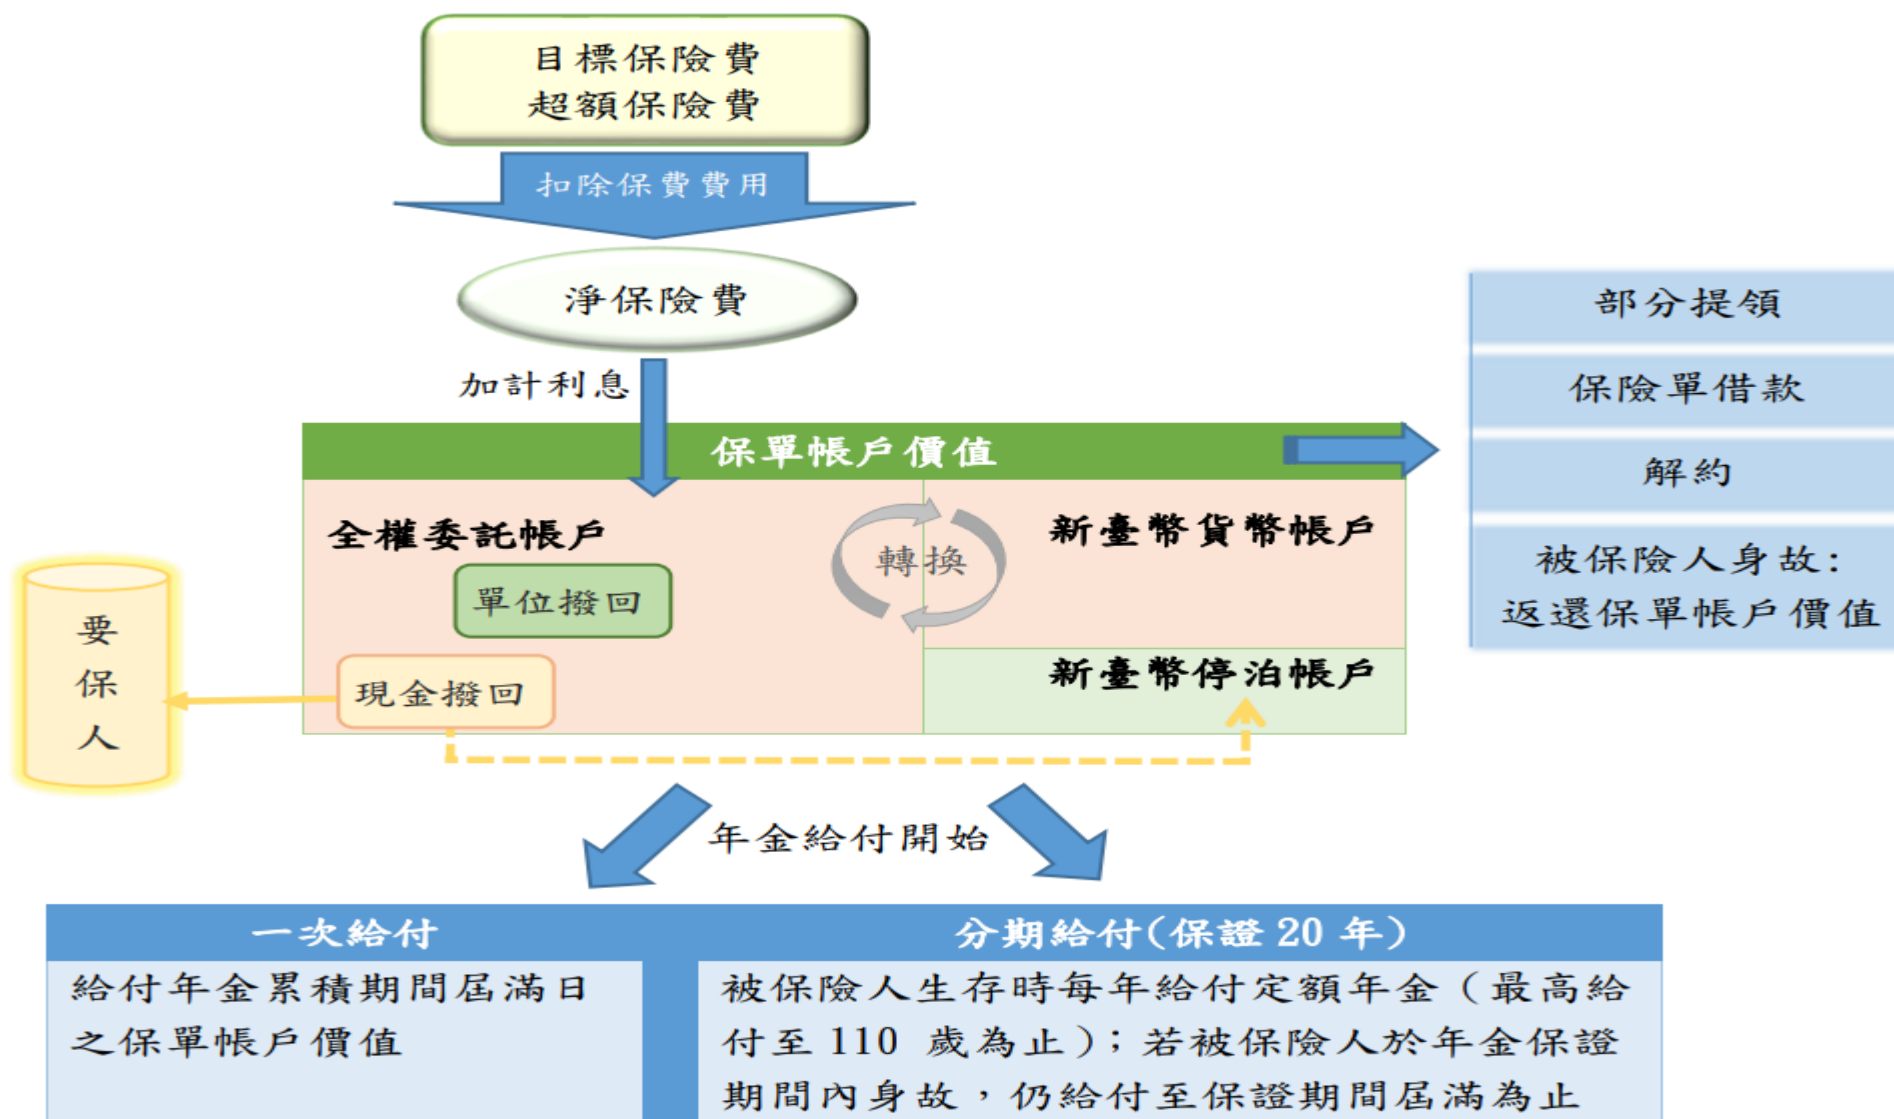 目標保險費
超額保險費
扣除保費費用
淨保險費
加計利息
保單帳戶價值
全權委託帳戶
單位撥回
現金撥回
轉換
新臺幣貨幣帳戶
新臺幣停泊帳戶
要
保
人
部分提領
保險單借款
解約
被保險人身故:
返還保單帳戶價值
年金給付開始
一次給付
給付年金累積期間屆滿日
之保單帳戶價值
分期給付(保證 20 年)
被保險人生存時每年給付定額年金（最高給
付至 110 歲為止）；若被保險人於年金保證
期間內身故，仍給付至保證期間屆滿為止